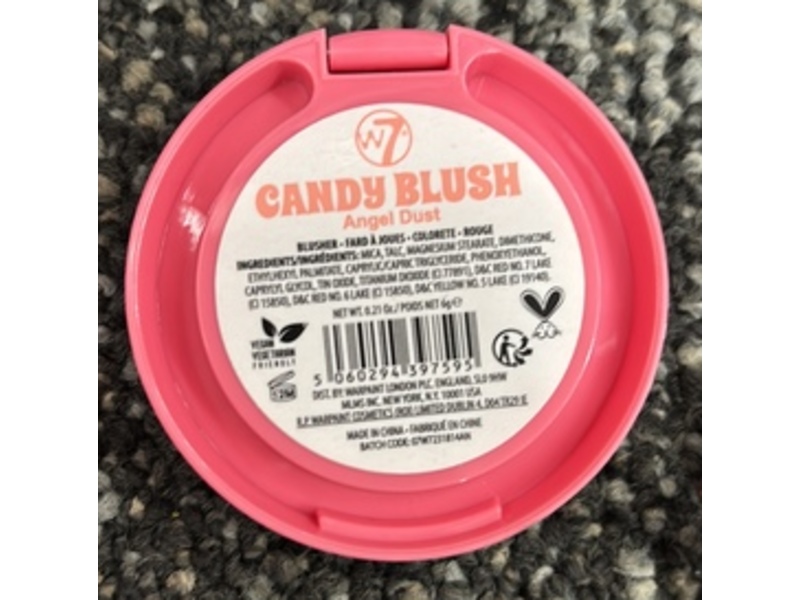 W7
CANDY BLUSH
Angel Dust
BLUSHER • FARD À JOUES • COLORETE • ROUGE
INGREDIENTS/INGRÉDIENTS: MICA, TALC, MAGNESIUM STEARATE, DIMETHICONE,
ETHYLHEXYL PALMITATE, CAPRYLIC/CAPRIC TRIGLYCERIDE, PHENOXYETHANOL,
CAPRYLYL GLYCOL, TIN OXIDE, TITANIUM DIOXIDE (CI 77891), D&C RED NO. 7 LAKE
(CI 15850), D&C RED NO. 6 LAKE (CI 15850), D&C YELLOW NO. 5 LAKE (CI 19140).
NET WT. 0.21 Oz. / POIDS NET 6g ℮
VEGAN
VEGETARIAN
FRIENDLY
12M
5 060294 397595
DIST. BY: WARPAINT LONDON PLC. ENGLAND, SL0 9HW
MLMS INC. NEW YORK, N.Y. 10001 USA
R.P WARPAINT COSMETICS (ROI) LIMITED DUBLIN 4, D04 TR29 IE
MADE IN CHINA • FABRIQUÉ EN CHINE
BATCH CODE: 07W7231814AN